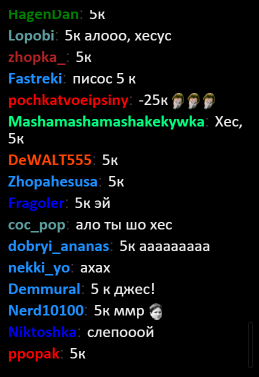 HagenDan: 5к
Lopobi: 5к алооо, хесус
zhopka_: 5к
Fastreki: писос 5 к
pochkatvoeipsiny: -25к
Mashamashamashakekywka: Хес,
5к
DeWALT555: 5к
Zhopahesusa: 5к
Fragoler: 5к эй
coc_pop: ало ты шо хес
dobryi_ananas: 5к ааааааааа
nekki_yo: ахах
Demmural: 5 к джес!
Nerd10100: 5к ммр
Niktoshka: слепооой
ppopak: 5к